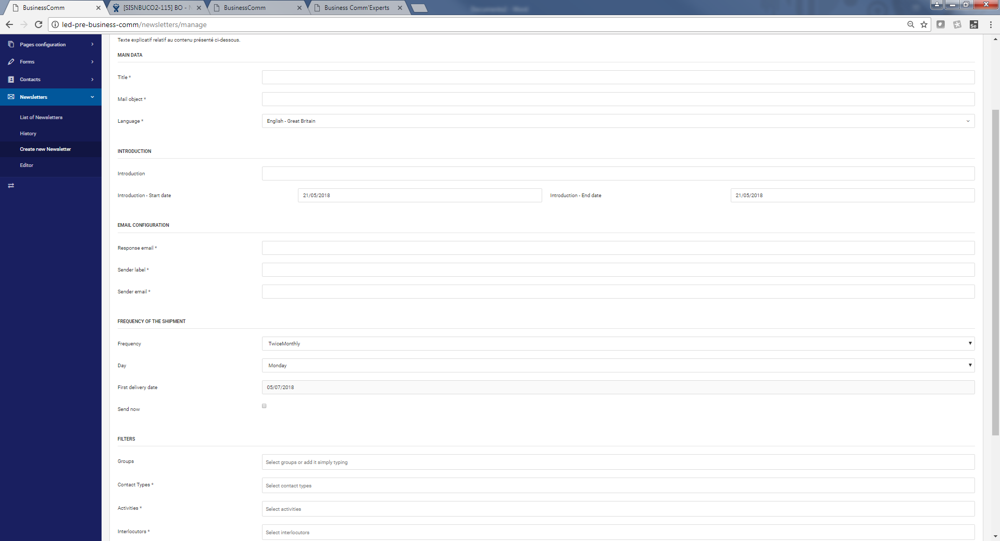 BusinessComm
[SISNBUCO2-115] BO - N
BusinessComm
Business Comm'Experts
led-pre-business-comm/newsletters/manage
Se
Pages configuration
Forms
Contacts
Newsletters
List of Newsletters
History
Create new Newsletter
Editor
Texte explicatif relatif au contenu présenté ci-dessous.
MAIN DATA
Title *
Mail object *
Language * English - Great Britain
INTRODUCTION
Introduction
Introduction - Start date 21/05/2018 Introduction - End date 21/05/2018
EMAIL CONFIGURATION
Response email *
Sender label *
Sender email *
FREQUENCY OF THE SHIPMENT
Frequency TwiceMonthly
Day Monday
First delivery date 05/07/2018
Send now
FILTERS
Groups Select groups or add it simply typing
Contact Types * Select contact types
Activities * Select activities
Interlocutors * Select interlocutors